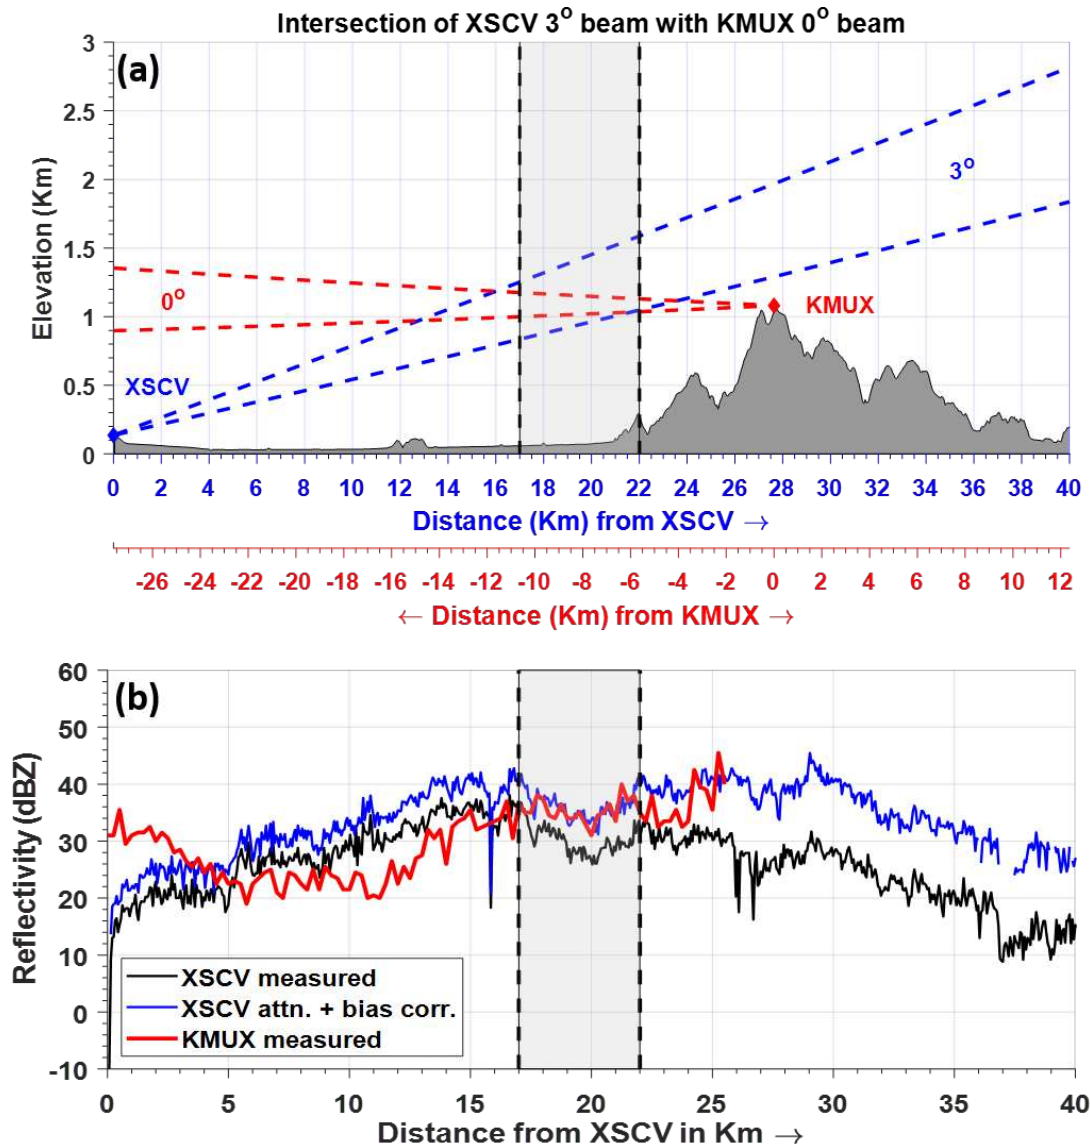 Intersection of XSCV 3° beam with KMUX 0° beam
(a)
Elevation (Km)
3
2.5
2
1.5
1
0.5
0
3°
0°
KMUX
XSCV
0 2 4 6 8 10 12 14 16 18 20 22 24 26 28 30 32 34 36 38 40
Distance (Km) from XSCV →
-26 -24 -22 -20 -18 -16 -14 -12 -10 -8 -6 -4 -2 0 2 4 6 8 10 12
← Distance (Km) from KMUX →
(b)
Reflectivity (dBZ)
60
50
40
30
20
10
0
-10
XSCV measured
XSCV attn. + bias corr.
KMUX measured
0 5 10 15 20 25 30 35 40
Distance from XSCV in Km →